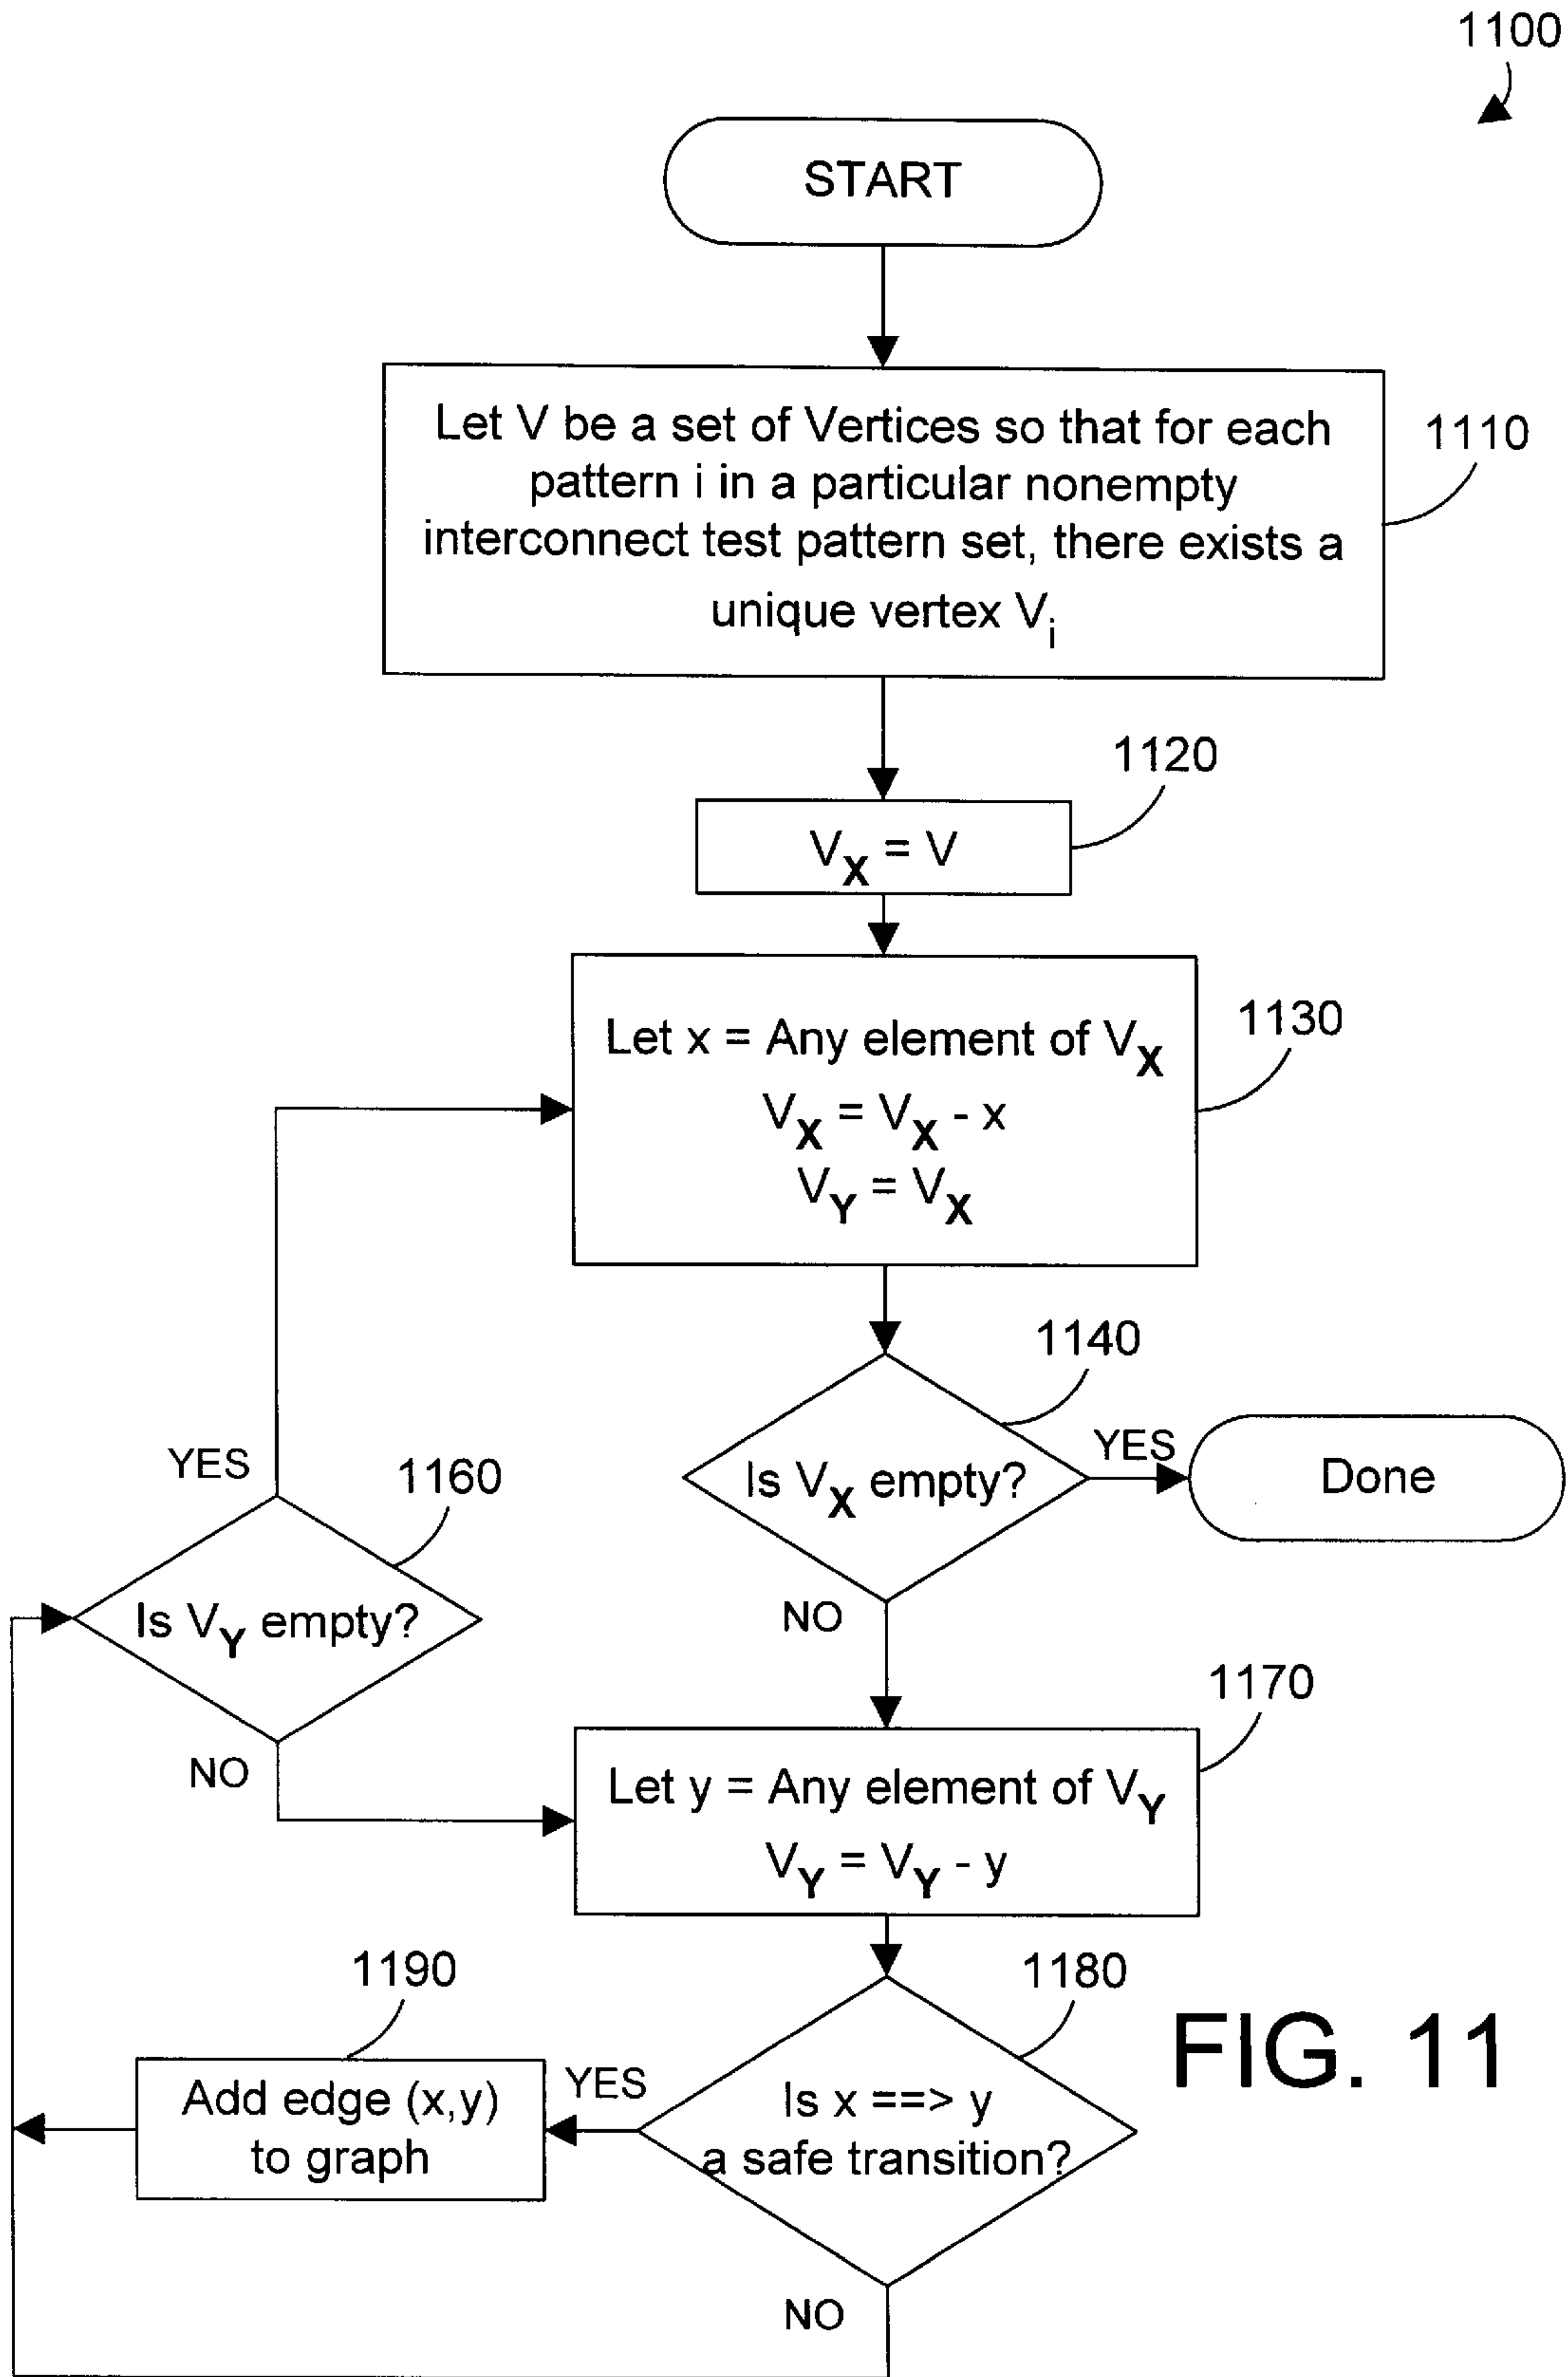 1100
START
Let V be a set of Vertices so that for each
pattern i in a particular nonempty
interconnect test pattern set, there exists a
unique vertex Vi
1110
1120
VX = V
1130
Let x = Any element of VX
VX = VX - x
VY = VX
1140
Is VX empty?
YES
Done
NO
YES
1160
Is VY empty?
NO
1170
Let y = Any element of VY
VY = VY - y
1180
Is x ==> y
a safe transition?
YES
1190
Add edge (x,y)
to graph
NO
FIG. 11